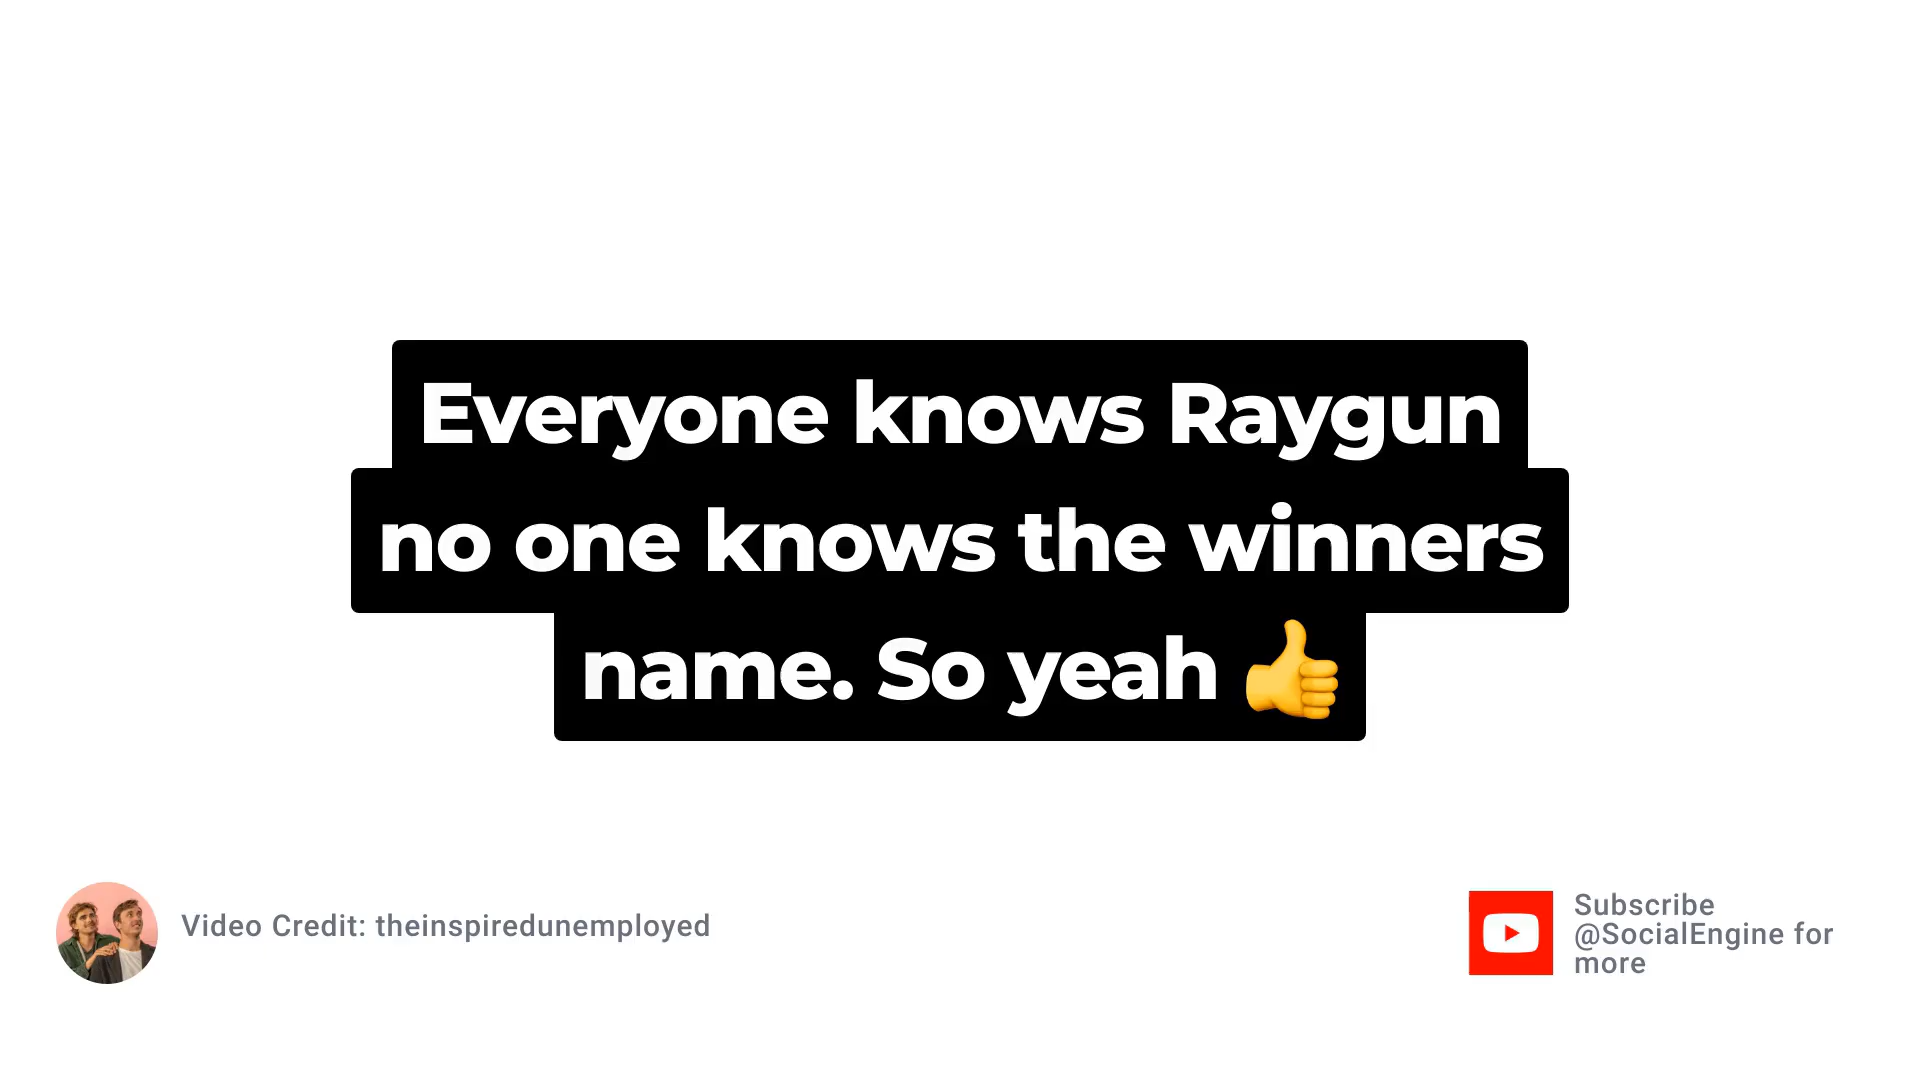 Everyone knows Raygun
no one knows the winners
name. So yeah 👍
Video Credit: theinspiredunemployed
Subscribe
@SocialEngine for
more